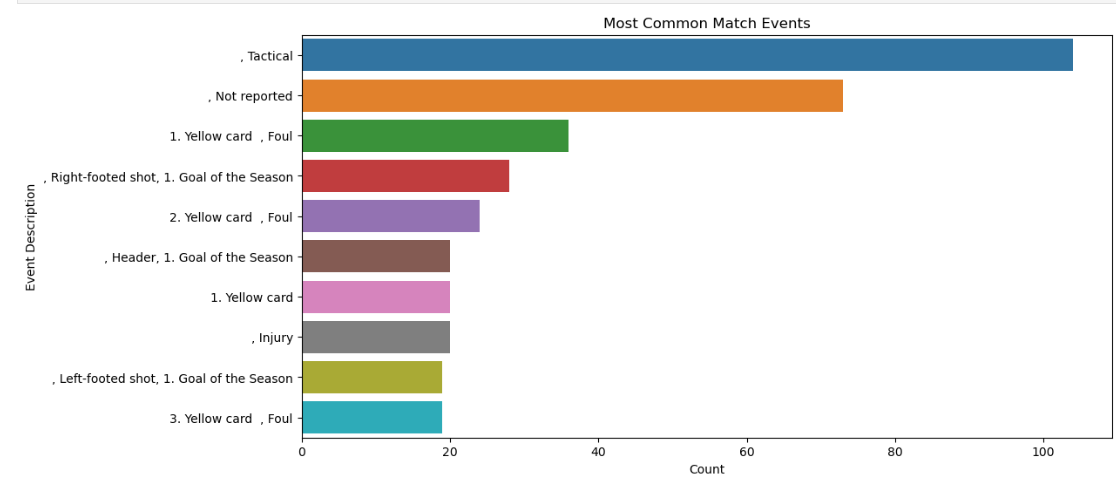 Most Common Match Events
Event Description
, Tactical
, Not reported
1. Yellow card  , Foul
, Right-footed shot, 1. Goal of the Season
2. Yellow card  , Foul
, Header, 1. Goal of the Season
1. Yellow card
, Injury
, Left-footed shot, 1. Goal of the Season
3. Yellow card  , Foul
0 20 40 60 80 100
Count